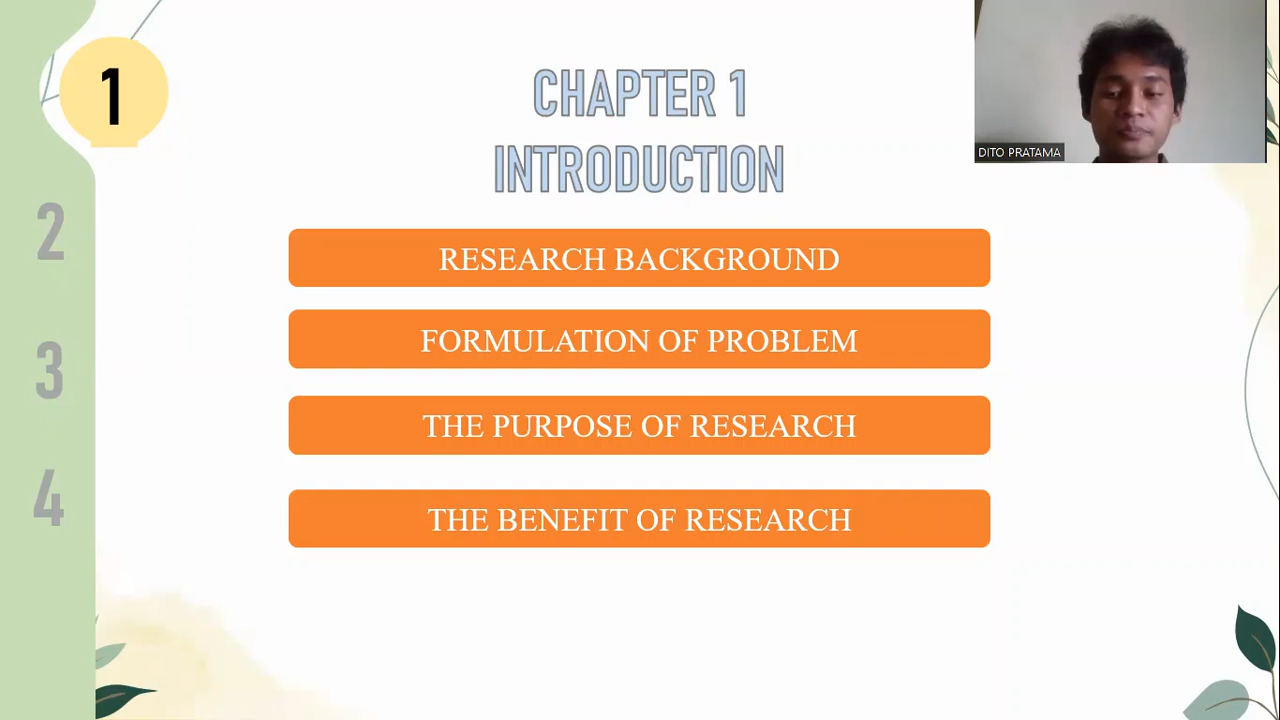 1
CHAPTER 1
INTRODUCTION
DITO PRATAMA
2
RESEARCH BACKGROUND
FORMULATION OF PROBLEM
3
THE PURPOSE OF RESEARCH
4
THE BENEFIT OF RESEARCH